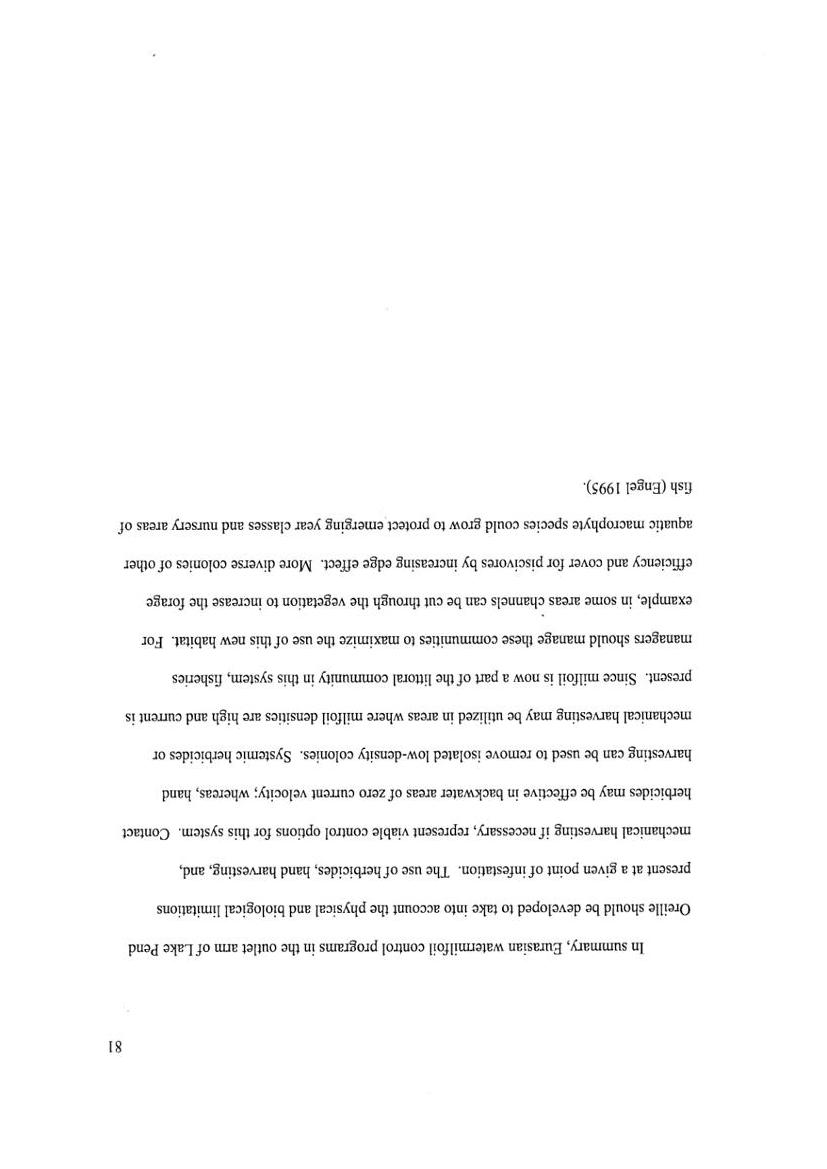 81
In summary, Eurasian watermilfoil control programs in the outlet arm of Lake Pend
Oreille should be developed to take into account the physical and biological limitations
present at a given point of infestation. The use of herbicides, hand harvesting, and,
mechanical harvesting if necessary, represent viable control options for this system. Contact
herbicides may be effective in backwater areas of zero current velocity; whereas, hand
harvesting can be used to remove isolated low-density colonies. Systemic herbicides or
mechanical harvesting may be utilized in areas where milfoil densities are high and current is
present. Since milfoil is now a part of the littoral community in this system, fisheries
managers should manage these communities to maximize the use of this new habitat. For
example, in some areas channels can be cut through the vegetation to increase the forage
efficiency and cover for piscivores by increasing edge effect. More diverse colonies of other
aquatic macrophyte species could grow to protect emerging year classes and nursery areas of
fish (Engel 1995).